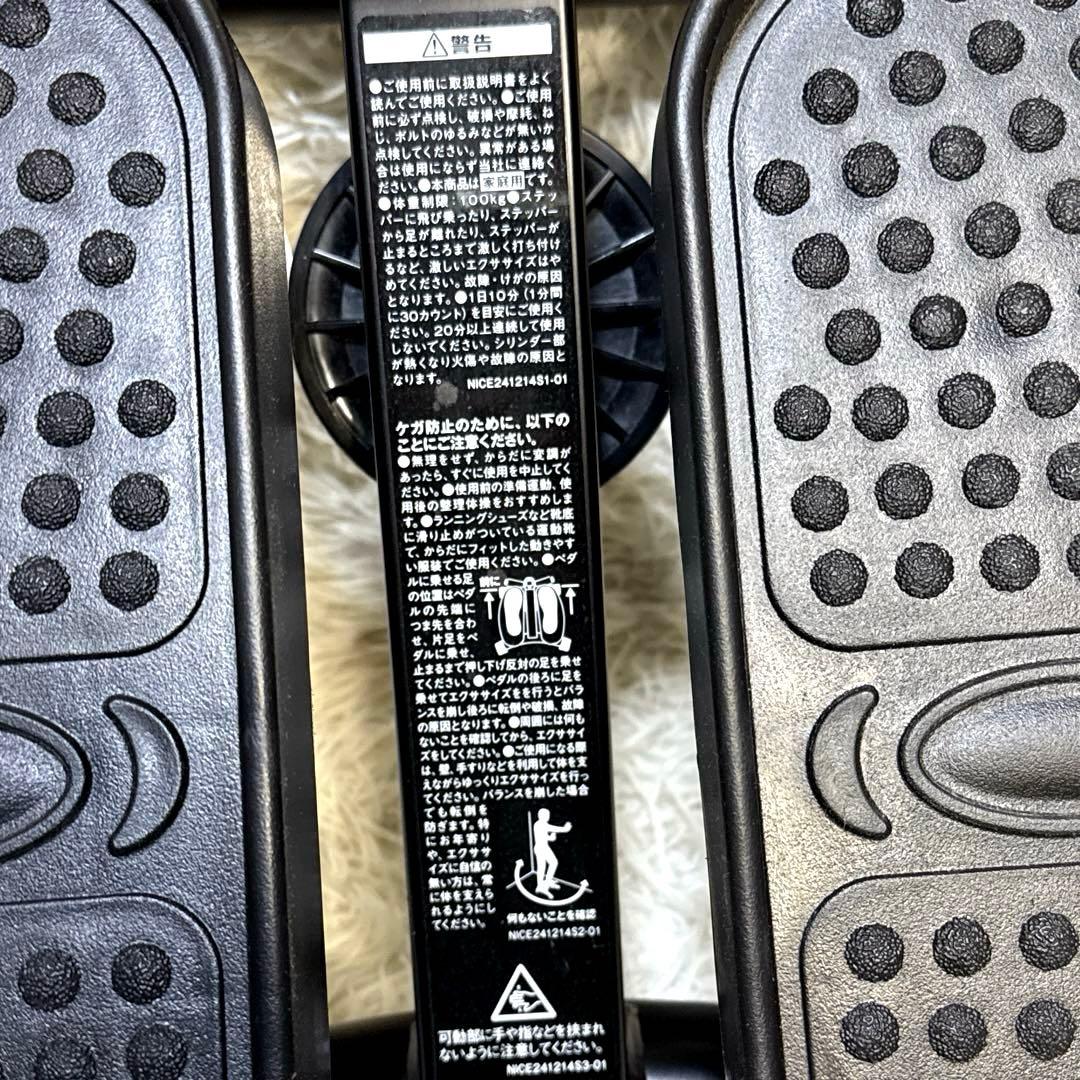 ⚠警告
●ご使用前に取扱説明書をよく
読んでご使用ください。●ご使用
前に必ず点検し、破損や摩耗、ね
じ、ボルトのゆるみなどが無いか
点検してください。異常がある場
合は使用にならず当社に連絡く
ださい。●本商品は家庭用です。
●体重制限:100kg●ステッ
パーに飛び乗ったり、ステッパー
から足が離れたり、ステッパーが
止まるところまで激しく打ち付け
るなど、激しいエクササイズはや
めてください。故障・けがの原因
となります。●1日10分(1分間
に30カウント)を目安にご使用く
ださい。20分以上連続して使用
しないでください。シリンダー部
が熱くなり火傷や故障の原因と
なります。
NICE241214S1-01
ケガ防止のために、以下の
ことにご注意ください。
●無理をせず、からだに変調が
あったら、すぐに使用を中止してく
ださい。●使用前の準備運動、使
用後の整理体操をおすすめしま
す。●ランニングシューズなど靴底
に滑り止めがついている運動靴
で、からだにフィットした動きやす
い服装でご使用ください。●ペダ
ルに乗せる足
の位置はペダ
ルの先端に
つま先を合わ
せ、片足をペ
ダルに乗せ、
前に
止まるまで押し下げ反対の足を乗せ
てください。●ペダルの後ろに足を
乗せてエクササイズをを行うとバラ
ンスを崩し後ろに転倒や破損、故障
の原因となります。●周囲には何も
ないことを確認してから、エクササイ
ズをしてください。●ご使用になる際
は、壁、手すりなどを利用して体を支
えながらゆっくりエクササイズを行っ
てください。バランスを崩した場合
ても転倒を
防ぎます。特
にお年寄り
や、エクササ
イズに自信の
無い方は、常
に体を支えら
れるようにし
てください。
何もないことを確認
NICE241214S2-01
可動部に手や指などを挟まれ
ないように注意してください。
NICE241214S3-01